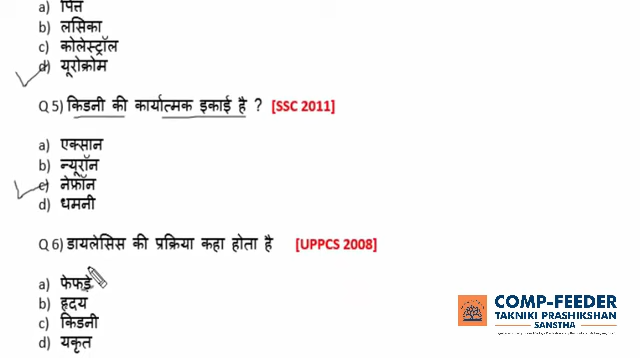 a) पित्त
b) लसिका
c) कोलेस्ट्रॉल
d) यूरोक्रोम
Q 5) किडनी की कार्यात्मक इकाई है ? [SSC 2011]
a) एक्सान
b) न्यूरॉन
c) नेफ्रॉन
d) धमनी
Q 6) डायलेसिस की प्रक्रिया कहा होता है [UPPCS 2008]
a) फेफड़े
b) हृदय
c) किडनी
d) यकृत
COMP-FEEDER
TAKNIKI PRASHIKSHAN
SANSTHA